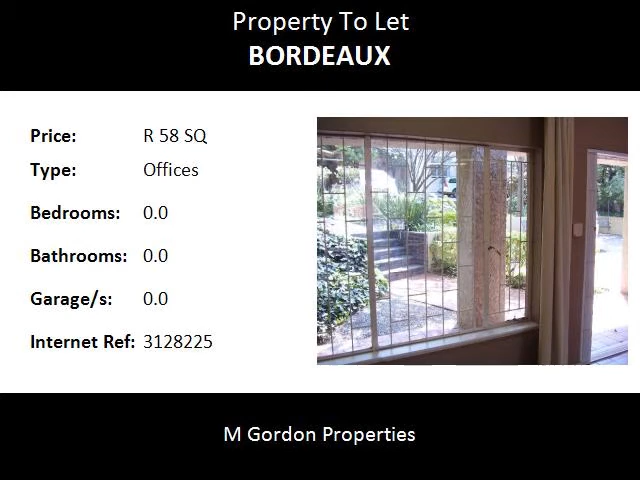 Property To Let
BORDEAUX
Price: R 58 SQ
Type: Offices
Bedrooms: 0.0
Bathrooms: 0.0
Garage/s: 0.0
Internet Ref: 3128225
M Gordon Properties